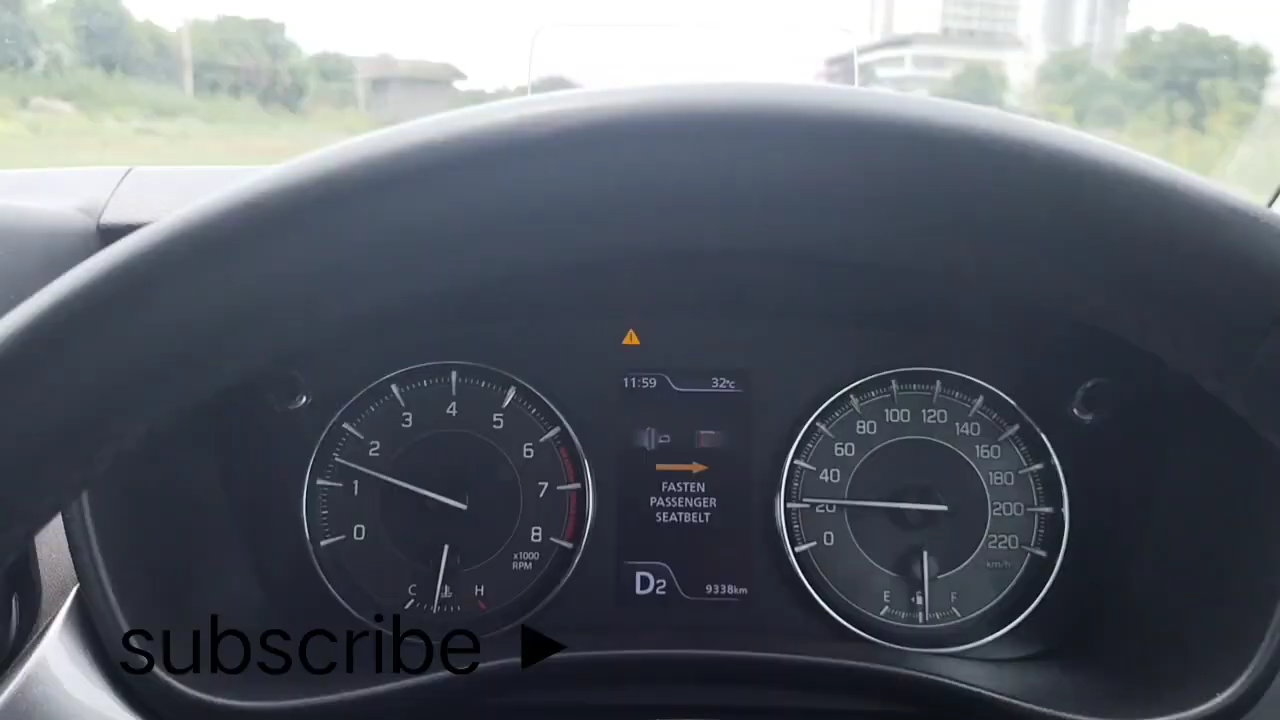 11:59 32°C
FASTEN
PASSENGER
SEATBELT
D2 9338km
0 1 2 3 4 5 6 7 8
x1000
RPM
C H
0 20 40 60 80 100 120 140 160 180 200 220
km/h
E F
subscribe